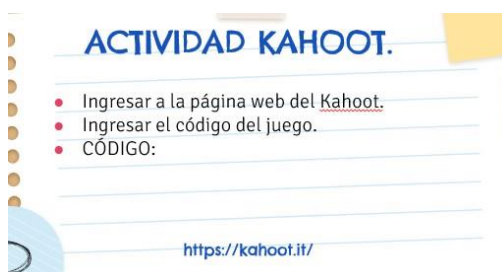 ACTIVIDAD KAHOOT.
• Ingresar a la página web del Kahoot.
• Ingresar el código del juego.
• CÓDIGO:
https://kahoot.it/